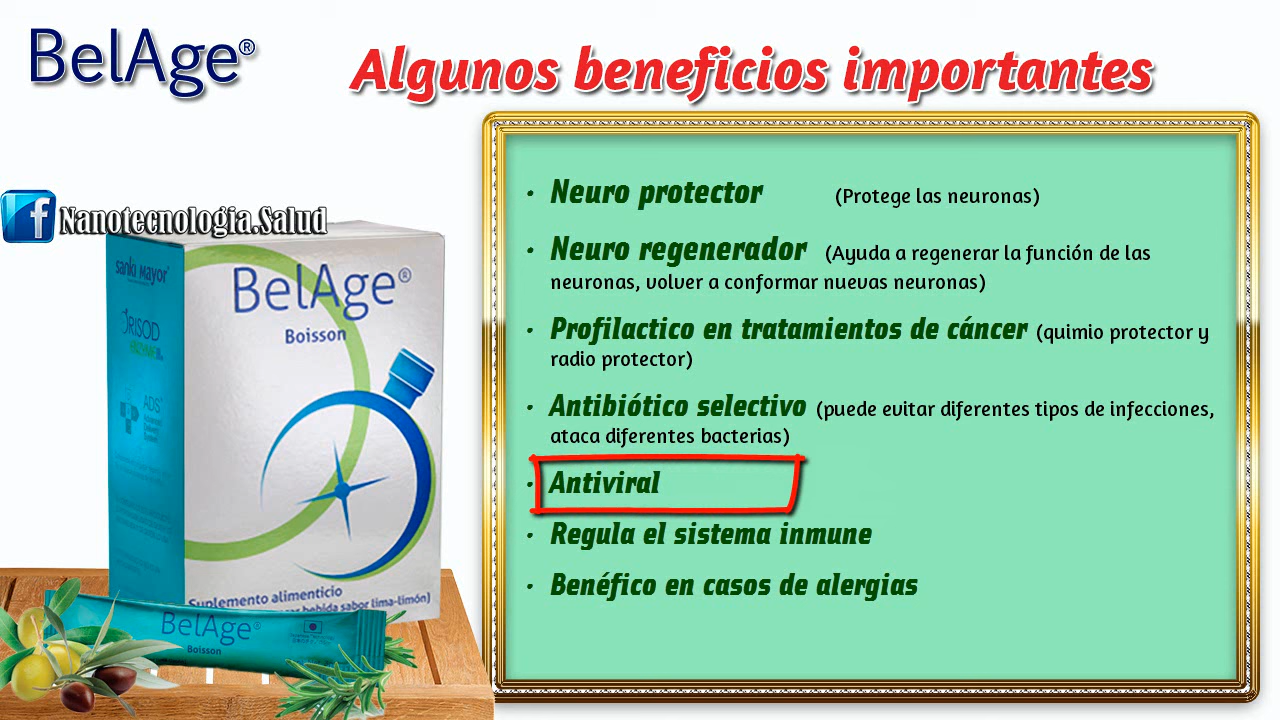 BelAge®
Algunos beneficios importantes
Nanotecnologia.Salud
• Neuro protector (Protege las neuronas)
• Neuro regenerador (Ayuda a regenerar la función de las
neuronas, volver a conformar nuevas neuronas)
• Profilactico en tratamientos de cáncer (quimio protector y
radio protector)
• Antibiótico selectivo (puede evitar diferentes tipos de infecciones,
ataca diferentes bacterias)
• Antiviral
• Regula el sistema inmune
• Benéfico en casos de alergias
sanki mayor®
ORISOD
ENZYME
ADS
BelAge®
Boisson
Suplemento alimenticio
bebida sabor lima-limón)
BelAge®
Boisson